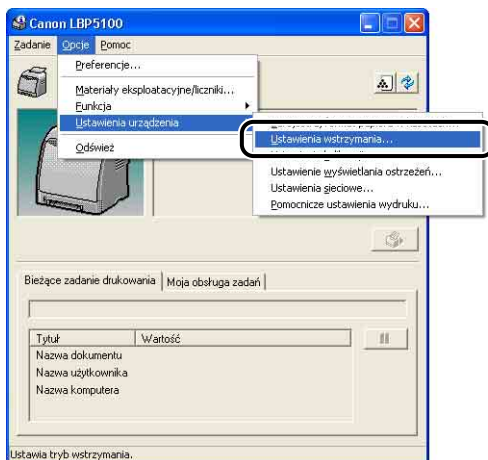 Canon LBP5100
Zadanie Opcje Pomoc
Preferencje...
Materiały eksploatacyjne/liczniki...
Funkcja
Ustawienia urządzenia
Odśwież
Ustawienia wstrzymania...
Ustawienie wyświetlania ostrzeżeń...
Ustawienia sieciowe...
Pomocnicze ustawienia wydruku...
Bieżące zadanie drukowania Moja obsługa zadań
Tytuł Wartość
Nazwa dokumentu
Nazwa użytkownika
Nazwa komputera
Ustawia tryb wstrzymania.